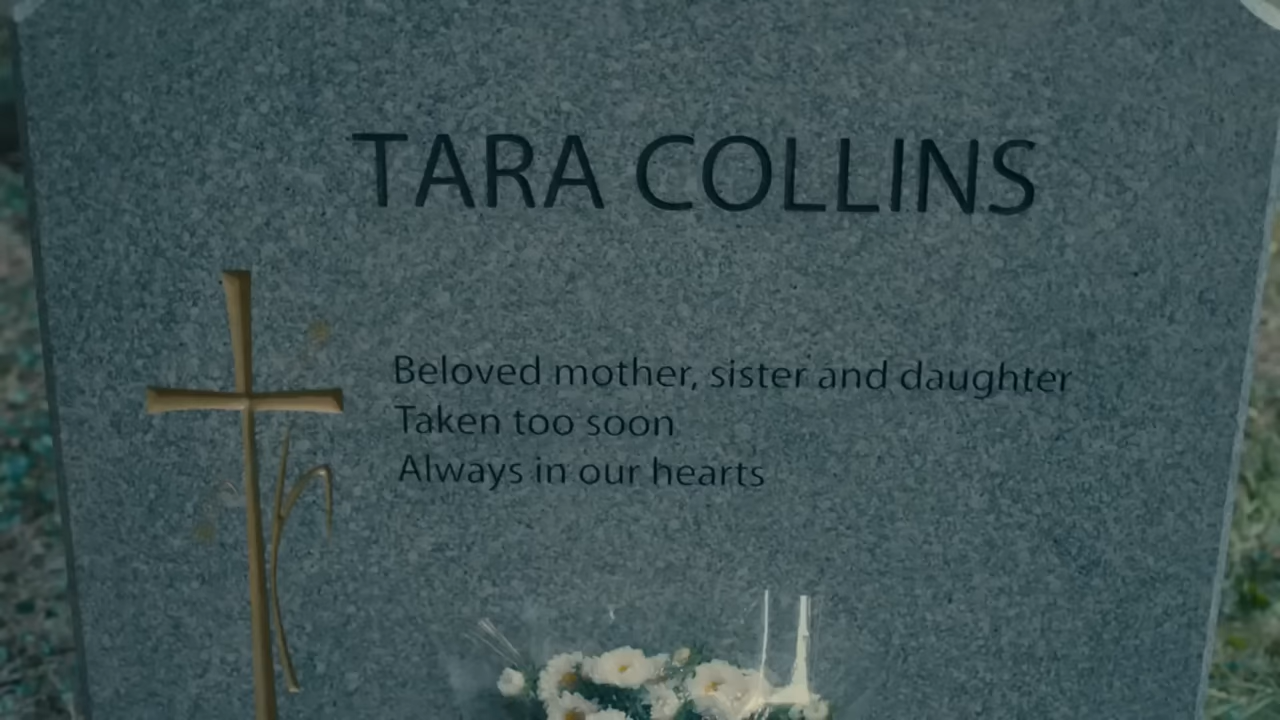 TARA COLLINS
Beloved mother, sister and daughter
Taken too soon
Always in our hearts